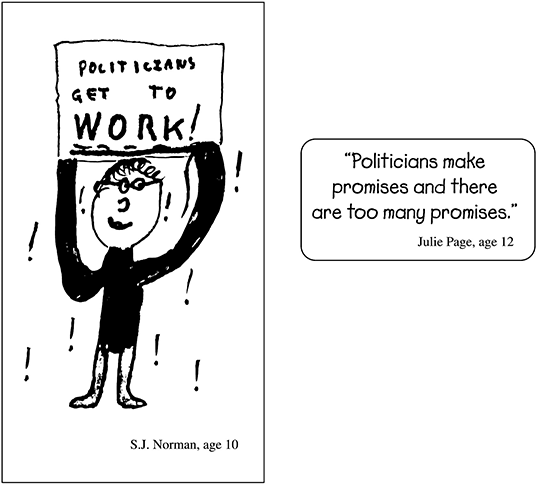 POLITICIANS
GET TO
WORK!
S.J. Norman, age 10
“Politicians make
promises and there
are too many promises.”
Julie Page, age 12